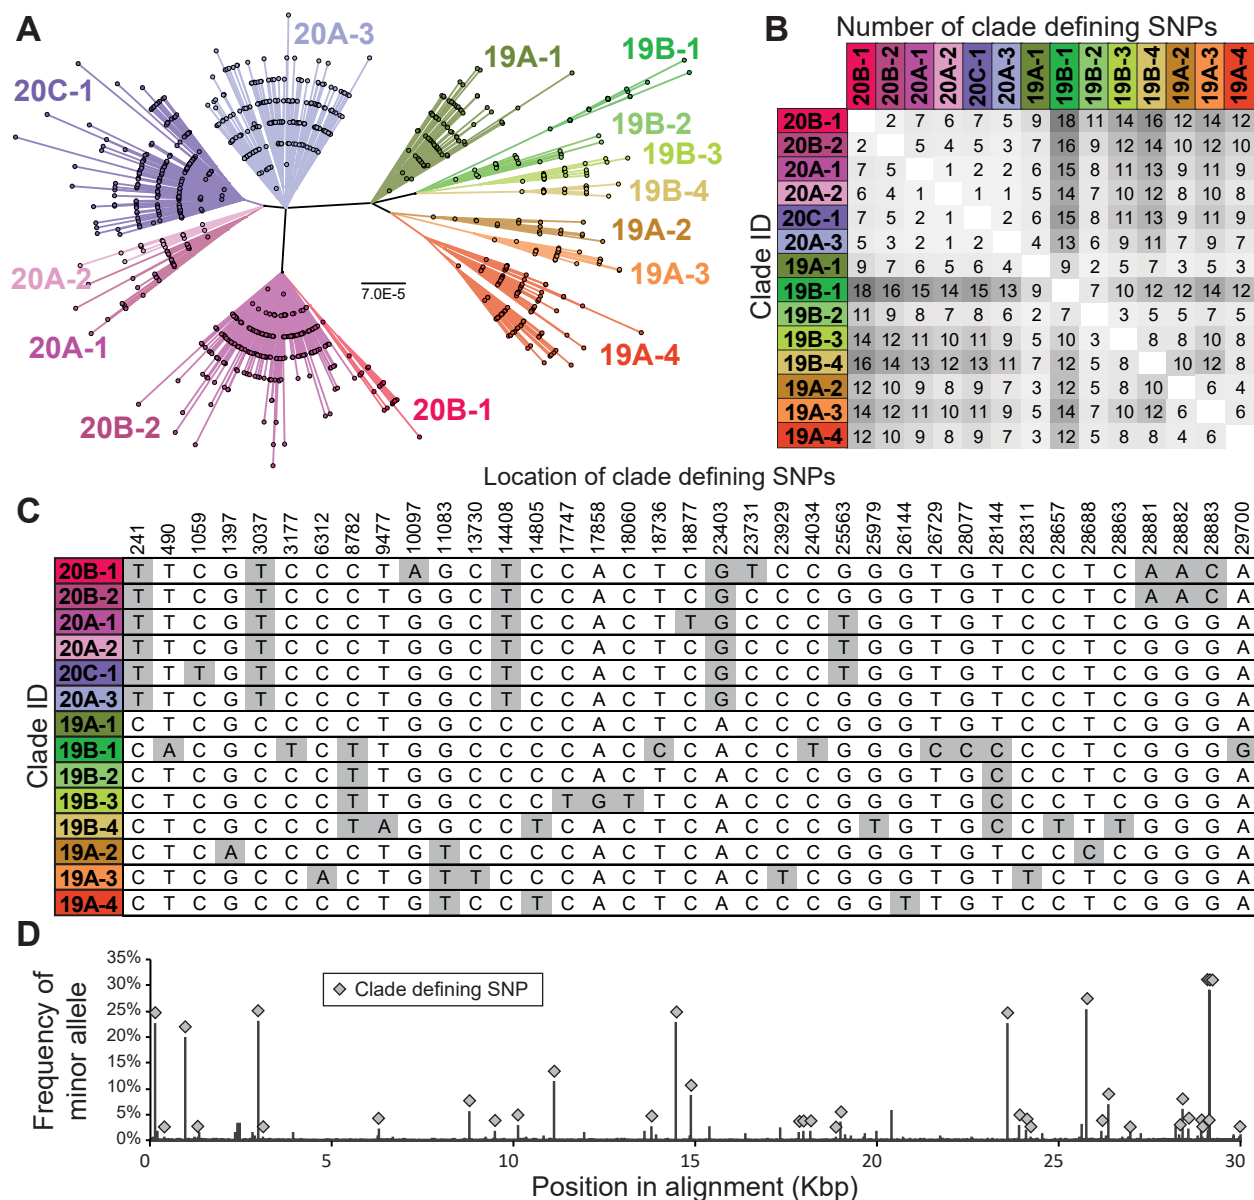 A
20A-3
19A-1
19B-1
20C-1
19B-2
19B-3
19B-4
19A-2
20A-2
19A-3
7.0E-5
20A-1
19A-4
20B-1
20B-2
B
Number of clade defining SNPs
20B-1 20B-2 20A-1 20A-2 20C-1 20A-3 19A-1 19B-1 19B-2 19B-3 19B-4 19A-2 19A-3 19A-4
Clade ID
20B-1 2 7 6 7 5 9 18 11 14 16 12 14 12
20B-2 2 5 4 5 3 7 16 9 12 14 10 12 10
20A-1 7 5 1 2 2 6 15 8 11 13 9 11 9
20A-2 6 4 1 1 1 5 14 7 10 12 8 10 8
20C-1 7 5 2 1 2 6 15 8 11 13 9 11 9
20A-3 5 3 2 1 2 4 13 6 9 11 7 9 7
19A-1 9 7 6 5 6 4 9 2 5 7 3 5 3
19B-1 18 16 15 14 15 13 9 7 10 12 12 14 12
19B-2 11 9 8 7 8 6 2 7 3 5 5 7 5
19B-3 14 12 11 10 11 9 5 10 3 8 8 10 8
19B-4 16 14 13 12 13 11 7 12 5 8 10 12 8
19A-2 12 10 9 8 9 7 3 12 5 8 10 6 4
19A-3 14 12 11 10 11 9 5 14 7 10 12 6 6
19A-4 12 10 9 8 9 7 3 12 5 8 8 4 6
C
Location of clade defining SNPs
241 490 1059 1397 3037 3177 6312 8782 9477 10097 11083 13730 14408 14805 17747 17858 18060 18736 18877 23403 23731 23929 24034 25563 25979 26144 26729 28077 28144 28311 28657 28688 28863 28881 28882 28883 29700
Clade ID
20B-1 T T C G T C C C T A G C T C C A C T C G T C C G G G T G T C C T C A A C A
20B-2 T T C G T C C C T G G C T C C A C T C G C C C G G G T G T C C T C A A C A
20A-1 T T C G T C C C T G G C T C C A C T T G C C C T G G T G T C C T C G G G A
20A-2 T T C G T C C C T G G C T C C A C T C G C C C T G G T G T C C T C G G G A
20C-1 T T T G T C C C T G G C T C C A C T C G C C C T G G T G T C C T C G G G A
20A-3 T T C G T C C C T G G C T C C A C T C G C C C G G G T G T C C T C G G G A
19A-1 C T C G C C C C T G G C C C C A C T C A C C C G G G T G T C C T C G G G A
19B-1 C A C G C T C T T G G C C C C A C C C A C C T G G G C C C C C T C G G G G
19B-2 C T C G C C C T T G G C C C C A C T C A C C C G G G T G C C C T C G G G A
19B-3 C T C G C C C T T G G C C C T G T T C A C C C G G G T G C C C T C G G G A
19B-4 C T C G C C C T A G G C C T C A C T C A C C C G T G T G C C T T T G G G A
19A-2 C T C A C C C C T G T C C C C A C T C A C C C G G G T G T C C C C G G G A
19A-3 C T C G C C A C T G T T C C C A C T C A C T C G G G T G T T C T C G G G A
19A-4 C T C G C C C C T G T C C T C A C T C A C C C G G T T G T C C T C G G G A
D
Frequency of
minor allele
35%
30%
25%
20%
15%
10%
5%
0%
Clade defining SNP
0 5 10 15 20 25 30
Position in alignment (Kbp)